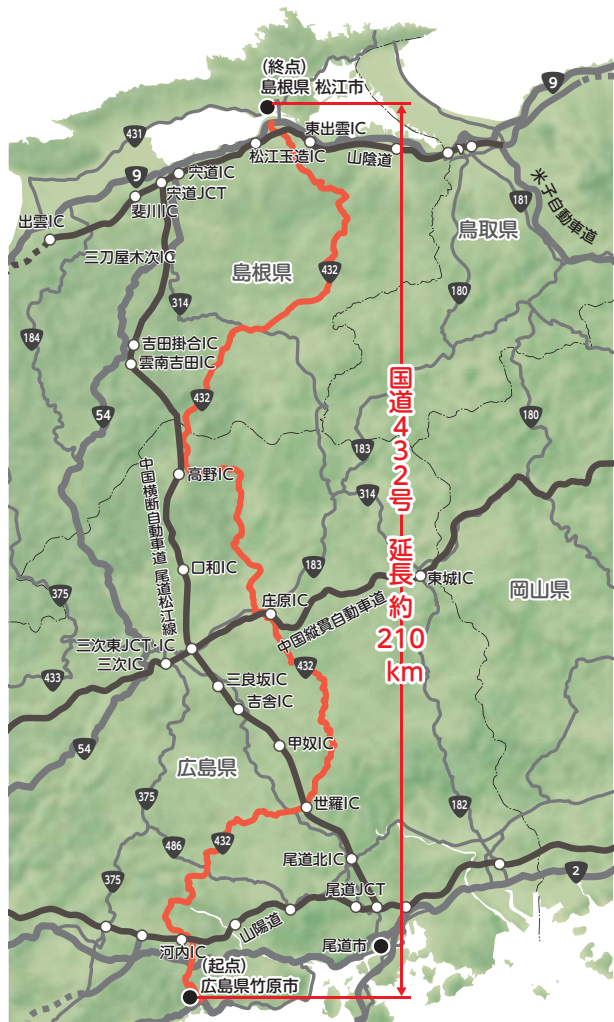 (終点)
島根県 松江市
9
431
東出雲IC
松江玉造IC
山陰道
9
宍道IC
宍道JCT
斐川IC
出雲IC
米子自動車道
181
鳥取県
三刀屋木次IC
島根県
432
180
314
184
吉田掛合IC
雲南吉田IC
54
432
国道432号 延長 約210km
180
183
高野IC
314
中国横断自動車道 尾道松江線
口和IC
183
東城IC
375
岡山県
庄原IC
中国縦貫自動車道
三次東JCT・IC
三次IC
432
433
三良坂IC
吉舎IC
54
甲奴IC
広島県
375
世羅IC
182
432
486
尾道北IC
2
375
尾道JCT
山陽道
河内IC
尾道市
(起点)
広島県竹原市